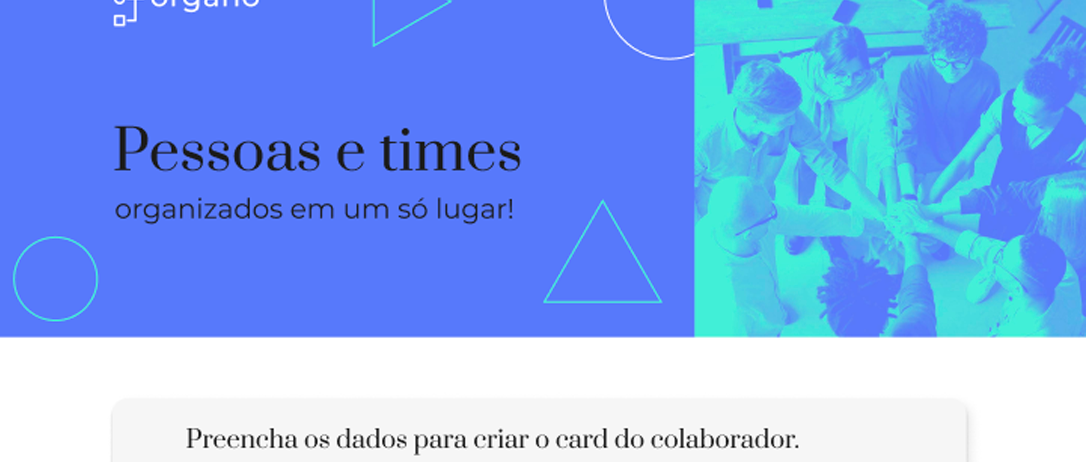 organo
Pessoas e times
organizados em um só lugar!
Preencha os dados para criar o card do colaborador.